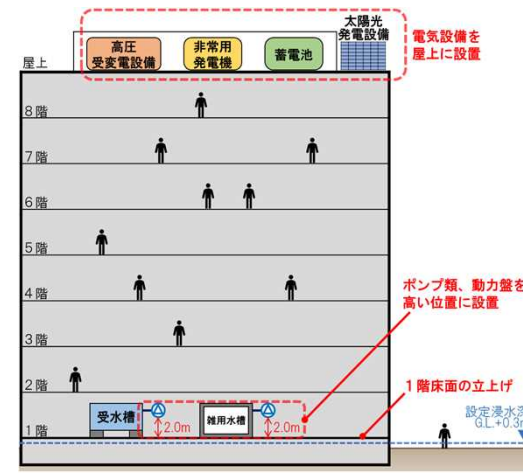 太陽光
発電設備
電気設備を
屋上に設置
高圧
受変電設備
非常用
発電機
蓄電池
屋上
8階
7階
6階
5階
4階
3階
2階
1階
ポンプ類、動力盤を
高い位置に設置
1階床面の立上げ
受水槽
2.0m
雑用水槽
2.0m
設定浸水深
G.L.+0.3m